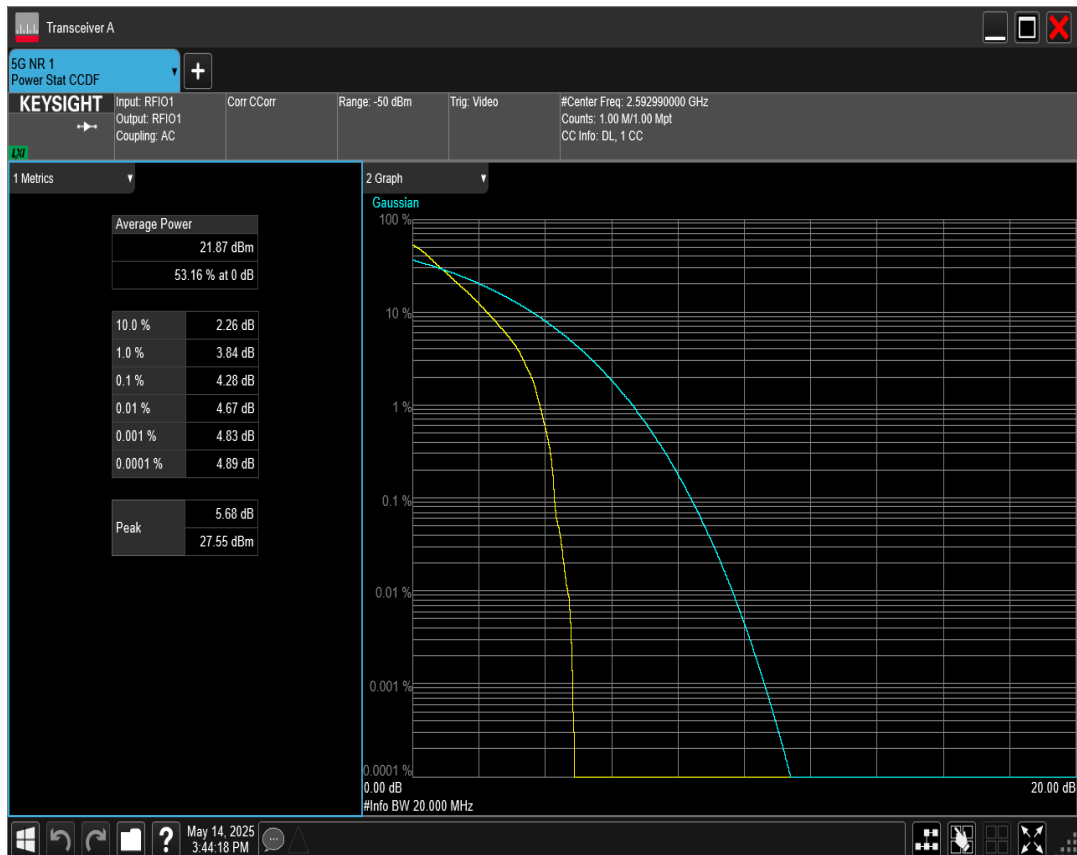 Transceiver A
5G NR 1
Power Stat CCDF
KEYSIGHT
LXI
Input: RFIO1
Output: RFIO1
Coupling: AC
Corr CCorr
Range: -50 dBm
Trig: Video
#Center Freq: 2.592990000 GHz
Counts: 1.00 M/1.00 Mpt
CC Info: DL, 1 CC
1 Metrics
Average Power
21.87 dBm
53.16 % at 0 dB
10.0 % 2.26 dB
1.0 % 3.84 dB
0.1 % 4.28 dB
0.01 % 4.67 dB
0.001 % 4.83 dB
0.0001 % 4.89 dB
Peak
5.68 dB
27.55 dBm
2 Graph
Gaussian
100 %
10 %
1 %
0.1 %
0.01 %
0.001 %
0.0001 %
0.00 dB 20.00 dB
#Info BW 20.000 MHz
?
May 14, 2025
3:44:18 PM